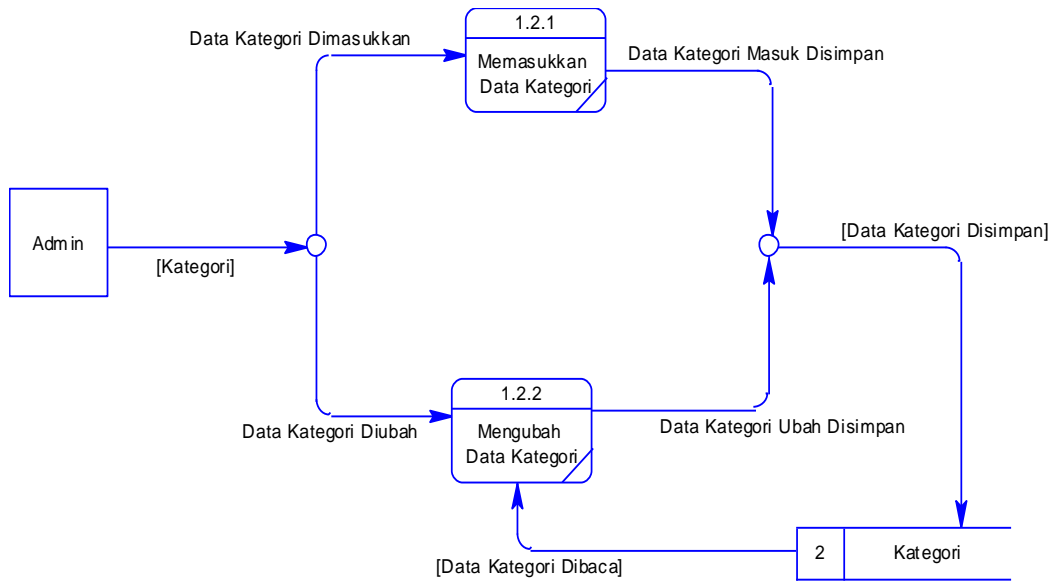 1.2.1
Data Kategori Dimasukkan
Memasukkan
Data Kategori
Data Kategori Masuk Disimpan
Admin
[Kategori]
[Data Kategori Disimpan]
1.2.2
Data Kategori Diubah
Mengubah
Data Kategori
Data Kategori Ubah Disimpan
2
Kategori
[Data Kategori Dibaca]